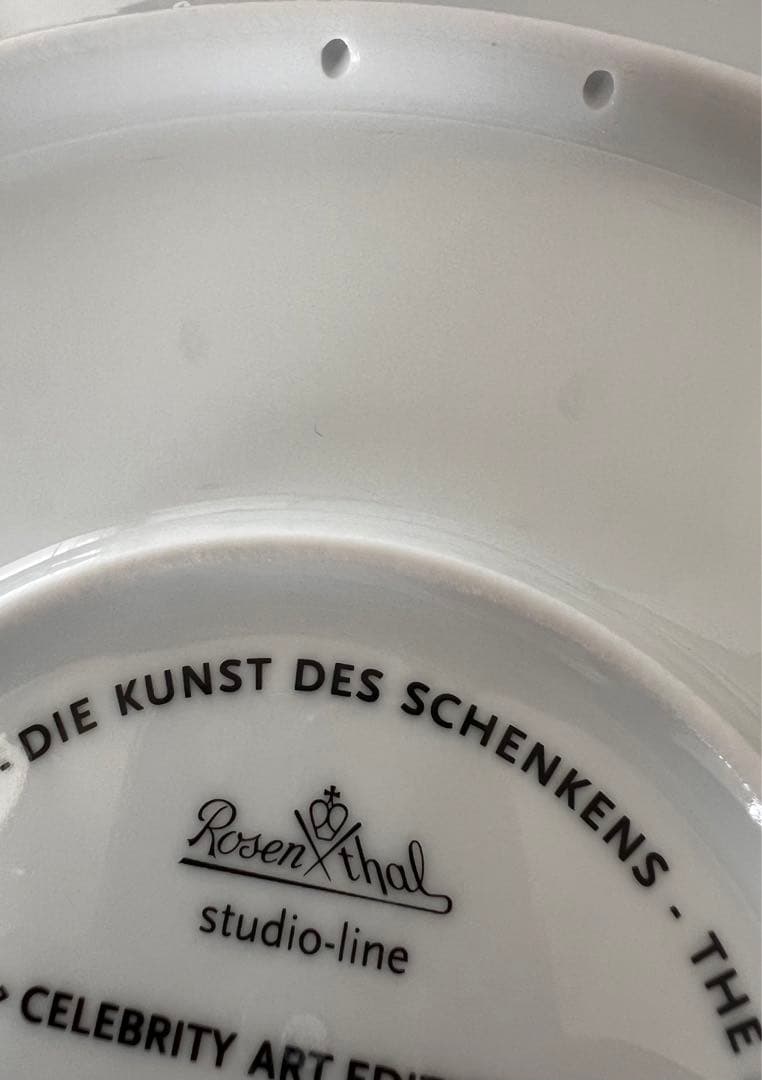 - DIE KUNST DES SCHENKENS - THE
Rosenthal
studio-line
CELEBRITY ART